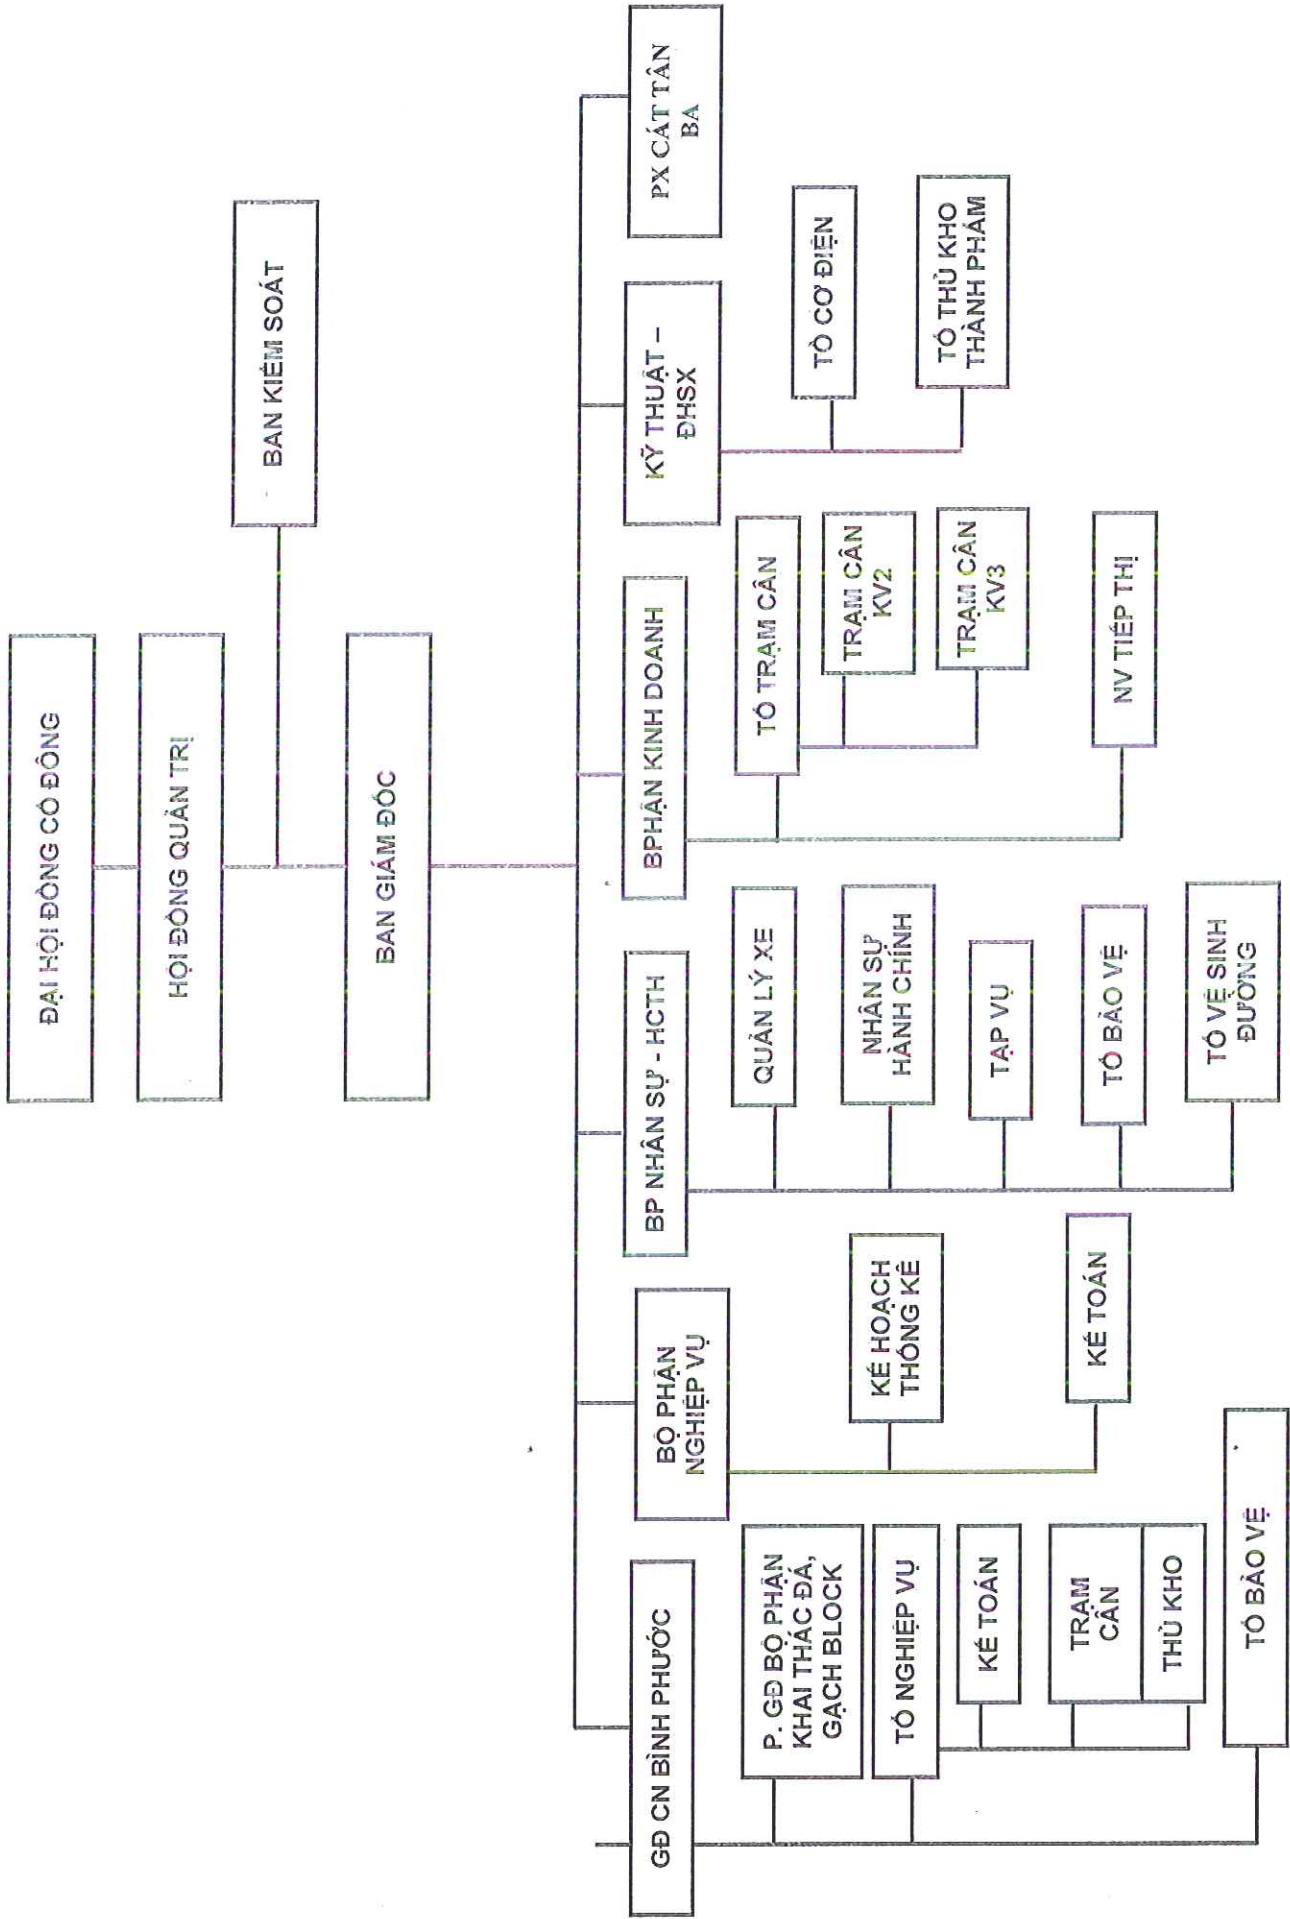 ĐẠI HỘI ĐỒNG CỔ ĐÔNG
HỘI ĐỒNG QUẢN TRỊ
BAN KIỂM SOÁT
BAN GIÁM ĐỐC
GĐ CN BÌNH PHƯỚC
P. GĐ BỘ PHẬN
KHAI THÁC ĐÁ,
GẠCH BLOCK
TỔ NGHIỆP VỤ
KẾ TOÁN
TRẠM
CÂN
THỦ KHO
TỔ BẢO VỆ
BỘ PHẬN
NGHIỆP VỤ
KẾ HOẠCH
THỐNG KÊ
KẾ TOÁN
BP NHÂN SỰ - HCTH
QUẢN LÝ XE
NHÂN SỰ
HÀNH CHÍNH
TẠP VỤ
TỔ BẢO VỆ
TỔ VỆ SINH
ĐƯỜNG
BPHẬN KINH DOANH
TỔ TRẠM CÂN
TRẠM CÂN
KV2
TRẠM CÂN
KV3
NV TIẾP THỊ
KỸ THUẬT –
ĐHSX
TỔ CƠ ĐIỆN
TỔ THỦ KHO
THÀNH PHẨM
PX CÁT TÂN
BA